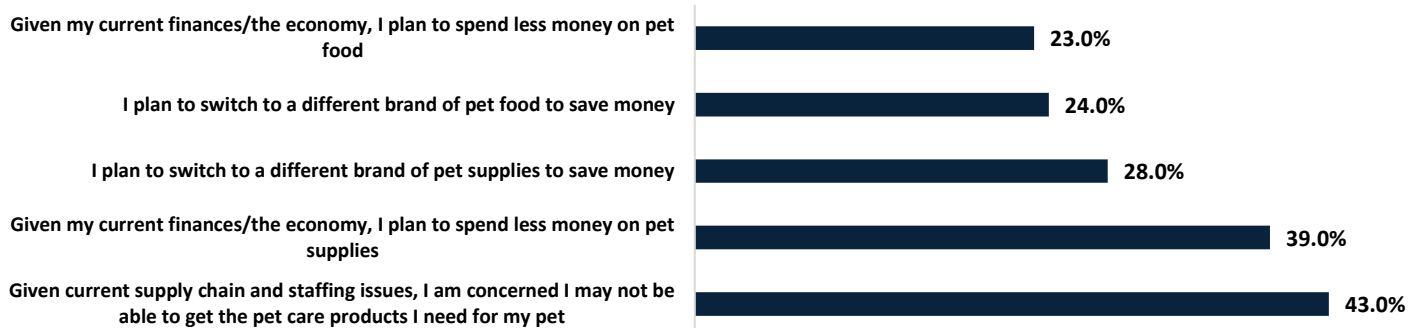 Given my current finances/the economy, I plan to spend less money on pet
food
23.0%
I plan to switch to a different brand of pet food to save money
24.0%
I plan to switch to a different brand of pet supplies to save money
28.0%
Given my current finances/the economy, I plan to spend less money on pet
supplies
39.0%
Given current supply chain and staffing issues, I am concerned I may not be
able to get the pet care products I need for my pet
43.0%